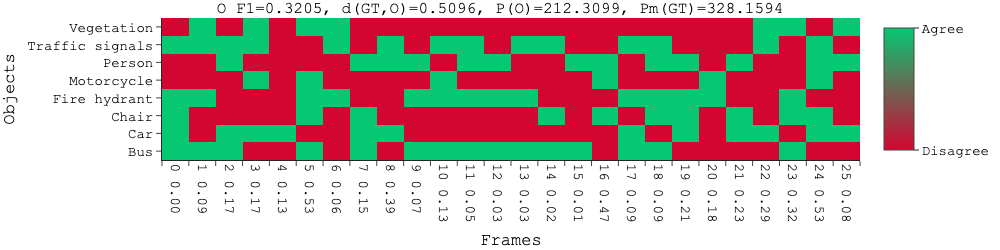 O F1=0.3205, d(GT,O)=0.5096, P(O)=212.3099, Pm(GT)=328.1594
Objects
Vegetation
Traffic signals
Person
Motorcycle
Fire hydrant
Chair
Car
Bus
0 0.00
1 0.09
2 0.17
3 0.17
4 0.13
5 0.53
6 0.06
7 0.15
8 0.39
9 0.07
10 0.13
11 0.05
12 0.03
13 0.04
14 0.02
15 0.01
16 0.47
17 0.09
18 0.09
19 0.21
20 0.18
21 0.23
22 0.29
23 0.32
24 0.53
25 0.08
Frames
Agree
Disagree